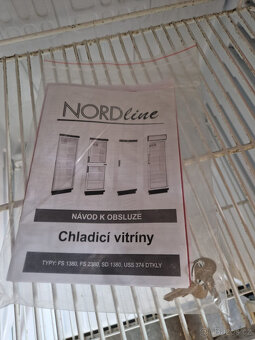 NORDline
NÁVOD K OBSLUZE
Chladicí vitríny
TYPY: FS 1380, FS 2380, SD 1380, USS 374 DTKLY